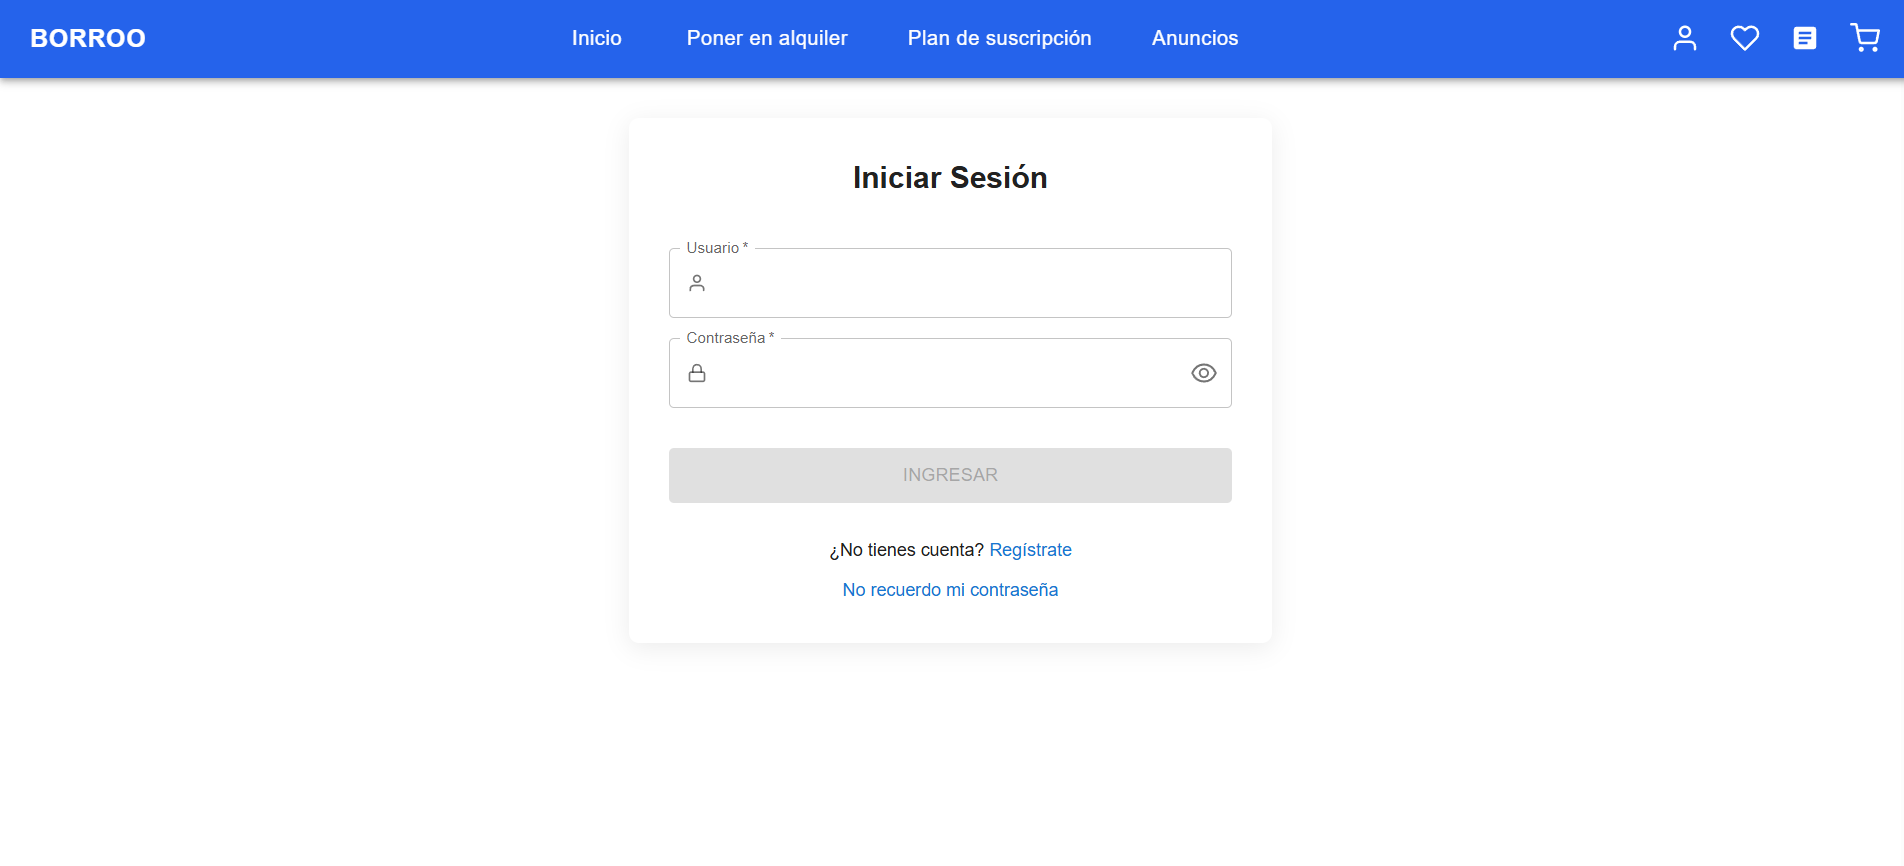 BORROO
Inicio
Poner en alquiler
Plan de suscripción
Anuncios
Iniciar Sesión
Usuario *
Contraseña *
INGRESAR
¿No tienes cuenta? Regístrate
No recuerdo mi contraseña